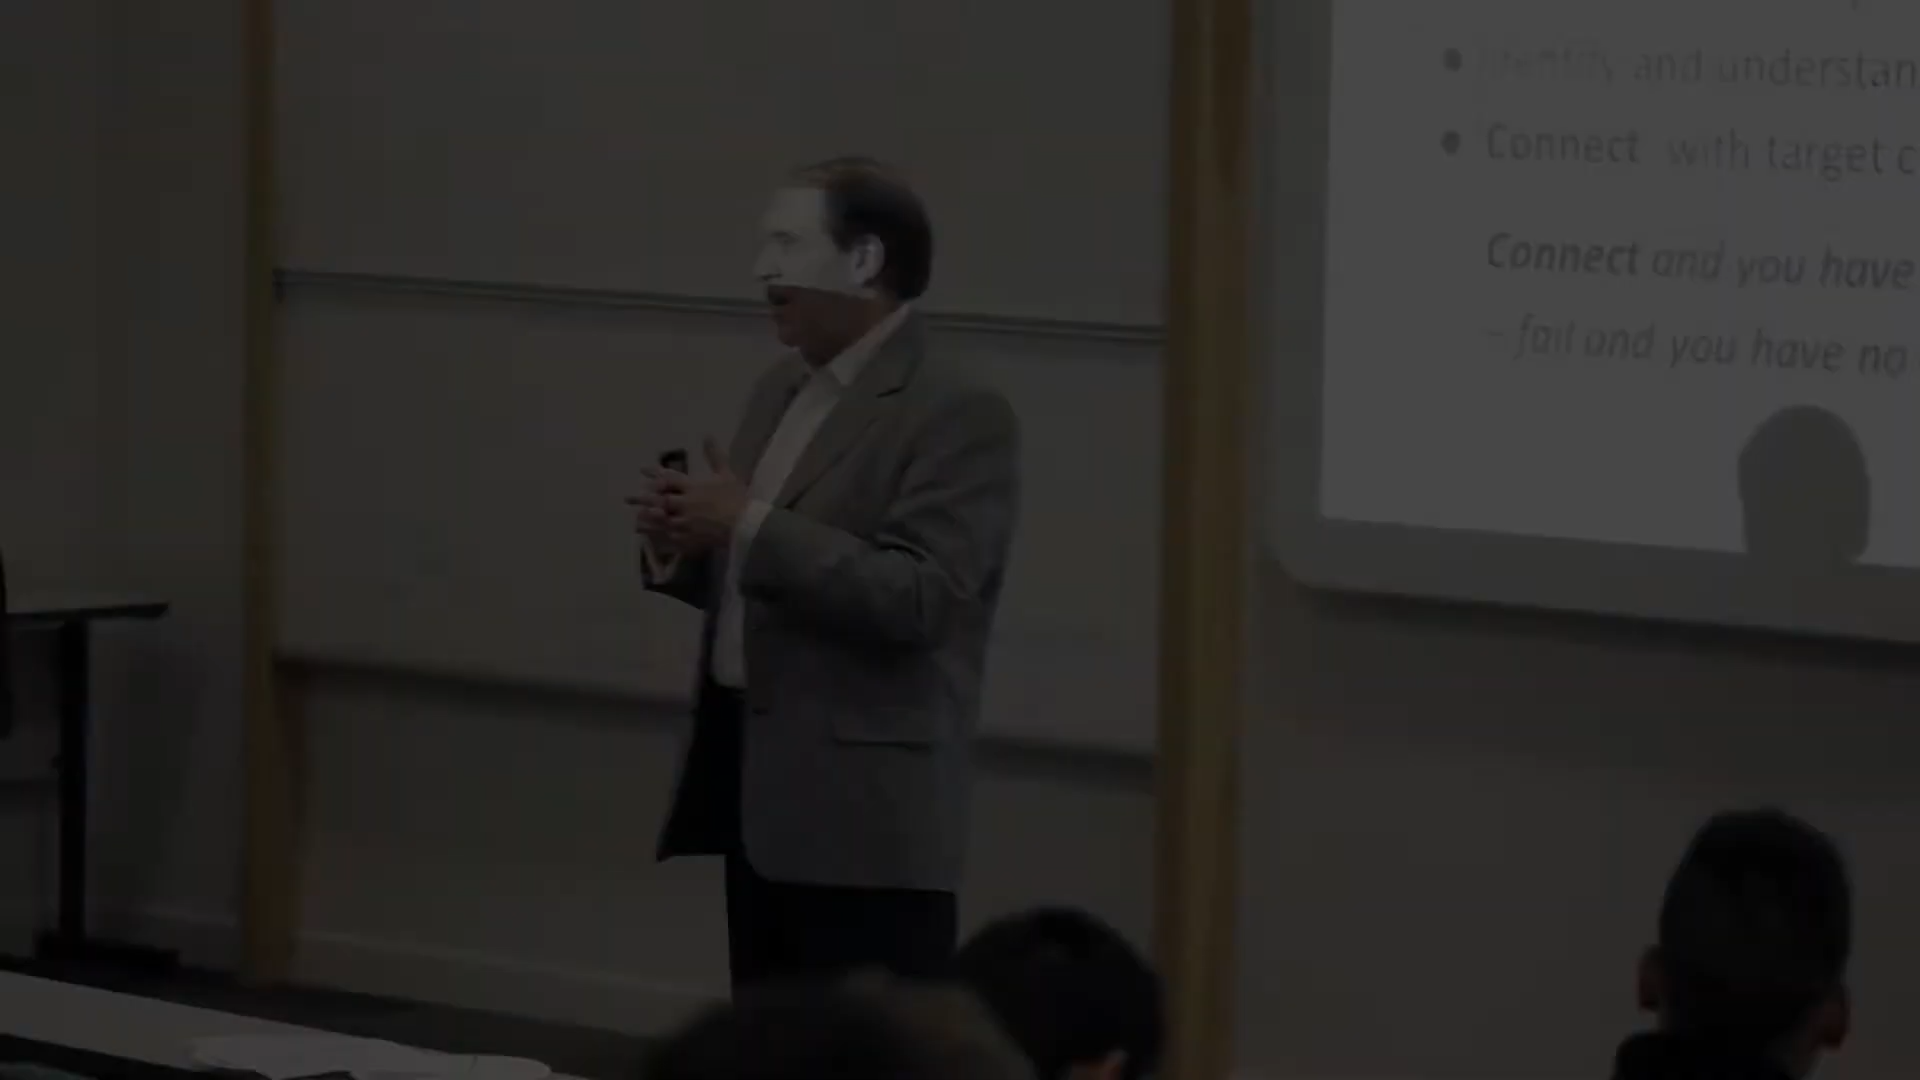 • Identify and understan
• Connect with target c
Connect and you have
– fail and you have no